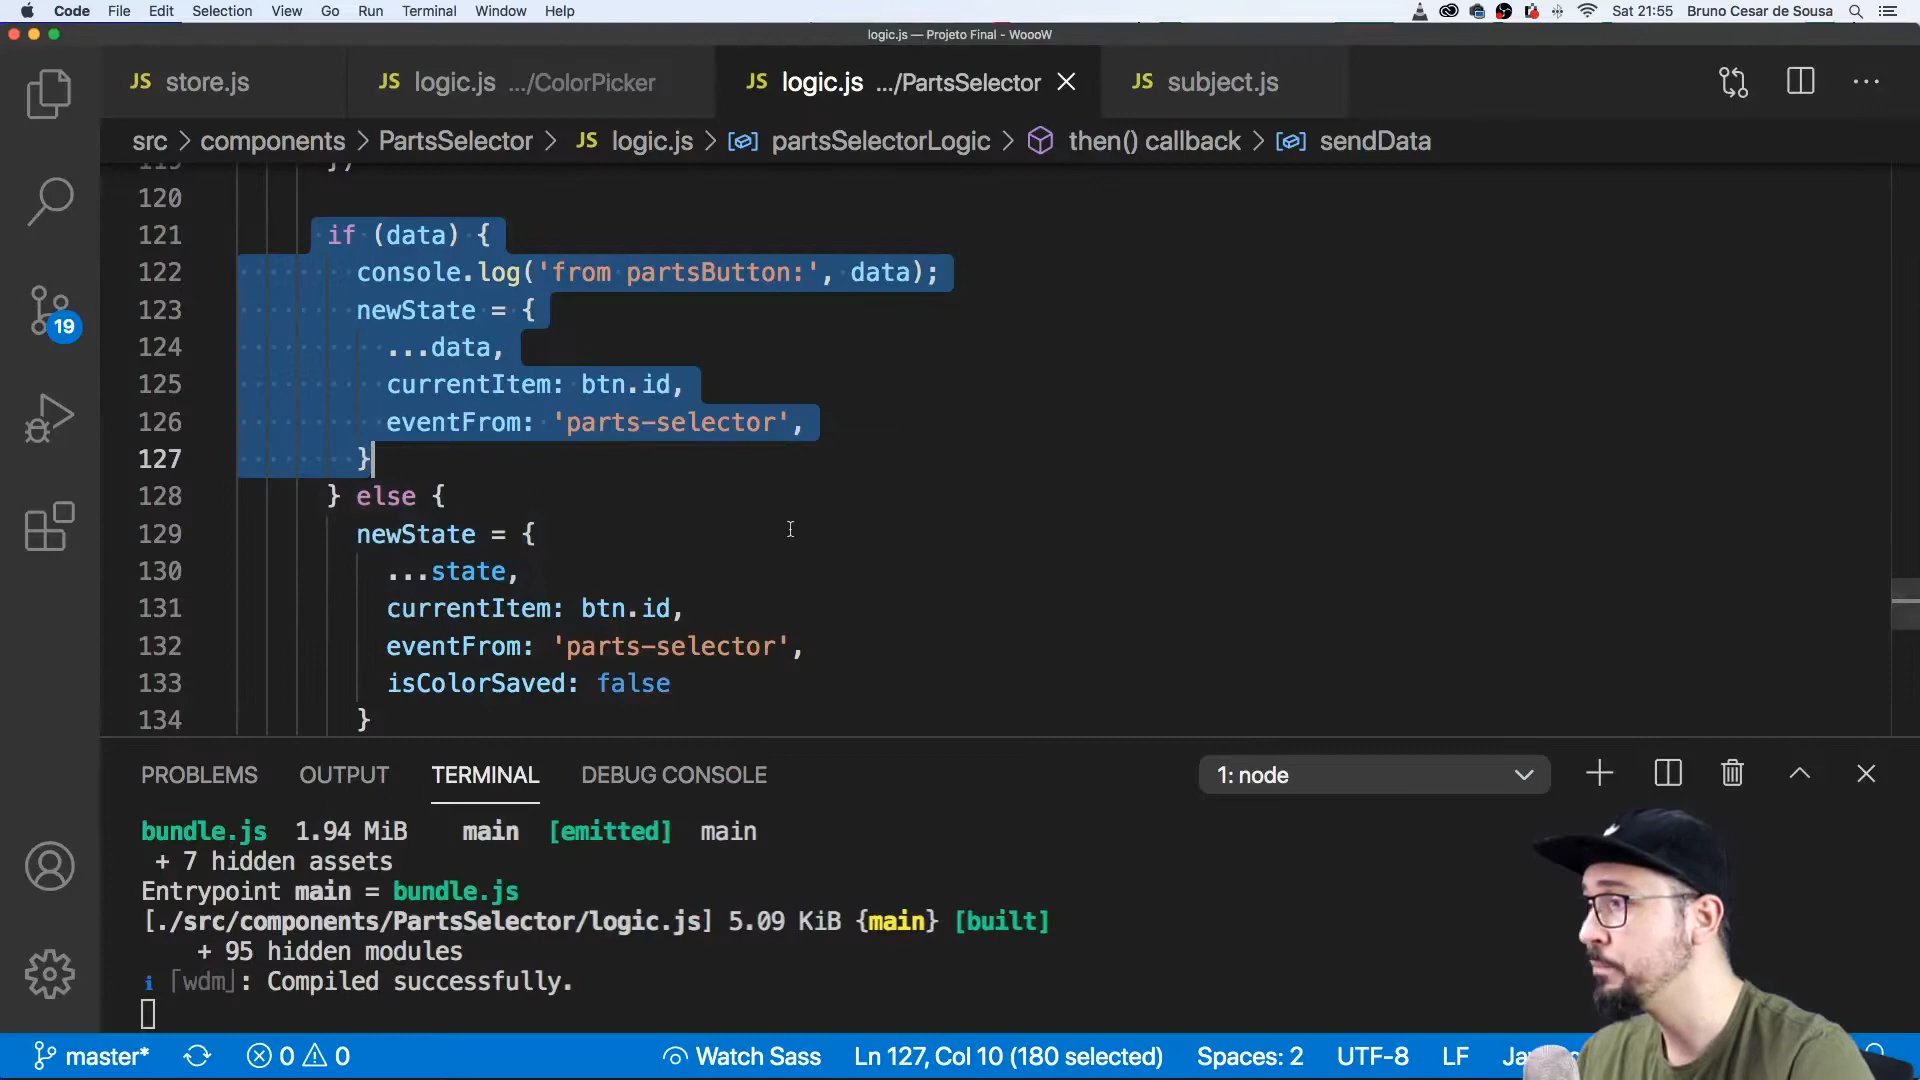 Code File Edit Selection View Go Run Terminal Window Help
Sat 21:55 Bruno Cesar de Sousa
logic.js — Projeto Final - WoooW
JS store.js
JS logic.js .../ColorPicker
JS logic.js .../PartsSelector
JS subject.js
src > components > PartsSelector > JS logic.js > partsSelectorLogic > then() callback > sendData
119 })
120
121 if (data) {
122 console.log('from partsButton:', data);
123 newState = {
124 ...data,
125 currentItem: btn.id,
126 eventFrom: 'parts-selector',
127 }
128 } else {
129 newState = {
130 ...state,
131 currentItem: btn.id,
132 eventFrom: 'parts-selector',
133 isColorSaved: false
134 }
19
PROBLEMS OUTPUT TERMINAL DEBUG CONSOLE
1: node
bundle.js 1.94 MiB main [emitted] main
+ 7 hidden assets
Entrypoint main = bundle.js
[./src/components/PartsSelector/logic.js] 5.09 KiB {main} [built]
+ 95 hidden modules
i ｢wdm｣: Compiled successfully.
master* 0 0 Watch Sass Ln 127, Col 10 (180 selected) Spaces: 2 UTF-8 LF